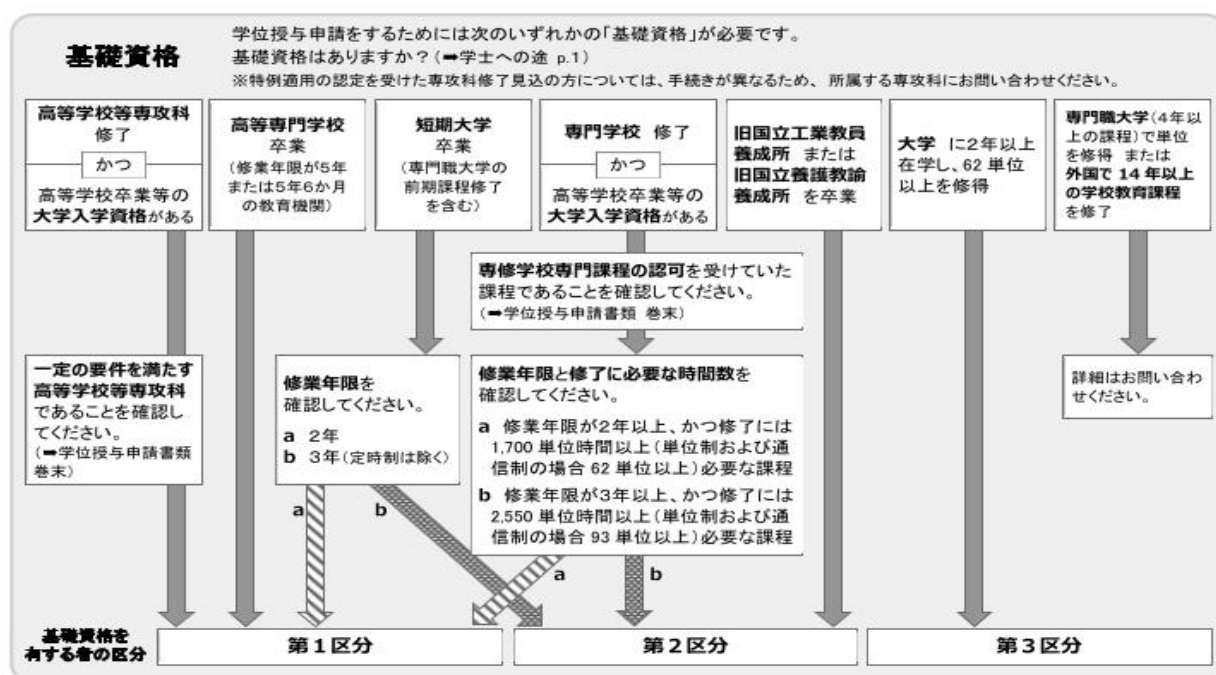 基礎資格
学位授与申請をするためには次のいずれかの「基礎資格」が必要です。
基礎資格はありますか?(➡学士への途 p.1)
※特例適用の認定を受けた専攻科修了見込の方については、手続きが異なるため、 所属する専攻科にお問い合わせください。
高等学校等専攻科
修了
かつ
高等学校卒業等の
大学入学資格がある
高等専門学校
卒業
(修業年限が5年
または5年6か月
の教育機関)
短期大学
卒業
(専門職大学の
前期課程修了
を含む)
専門学校 修了
かつ
高等学校卒業等の
大学入学資格がある
旧国立工業教員
養成所 または
旧国立養護教諭
養成所 を卒業
大学 に2年以上
在学し、62単位
以上を修得
専門職大学(4年以
上の課程)で単位
を修得 または
外国で14年以上
の学校教育課程
を修了
専修学校専門課程の認可を受けていた
課程であることを確認してください。
(➡学位授与申請書類 巻末)
一定の要件を満たす
高等学校等専攻科
であることを確認し
てください。
(➡学位授与申請書類
巻末)
修業年限を
確認してください。
a 2年
b 3年(定時制は除く)
修業年限と修了に必要な時間数を
確認してください。
a 修業年限が2年以上、かつ修了には
1,700単位時間以上(単位制および通
信制の場合62単位以上)必要な課程
b 修業年限が3年以上、かつ修了には
2,550単位時間以上(単位制および通
信制の場合93単位以上)必要な課程
詳細はお問い合わ
せください。
a
b
a
b
基礎資格を
有する者の区分
第1区分
第2区分
第3区分